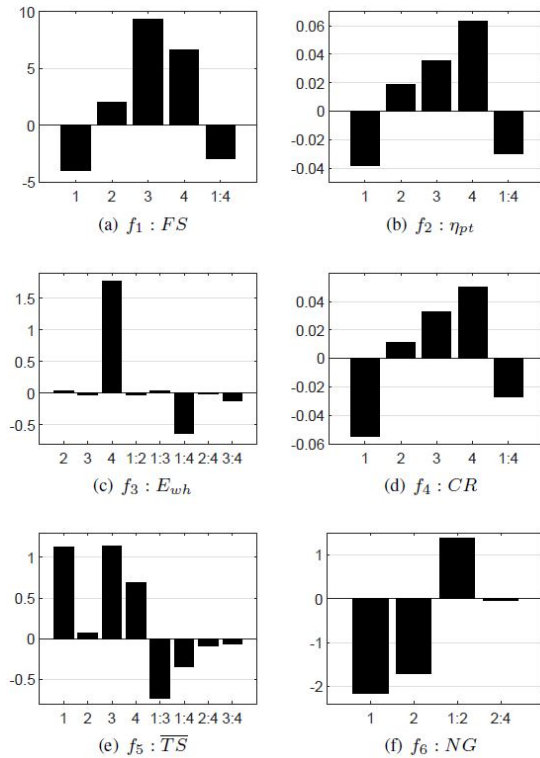 10
5
0
-5
1 2 3 4 1:4
(a) f₁ : FS
0.06
0.04
0.02
0
-0.02
-0.04
1 2 3 4 1:4
(b) f₂ : ηₚₜ
1.5
1
0.5
0
-0.5
2 3 4 1:2 1:3 1:4 2:4 3:4
(c) f₃ : E_wh
0.04
0.02
0
-0.02
-0.04
-0.06
1 2 3 4 1:4
(d) f₄ : CR
1
0.5
0
-0.5
1 2 3 4 1:3 1:4 2:4 3:4
(e) f₅ : T̅S̅
1
0
-1
-2
1 2 1:2 2:4
(f) f₆ : NG